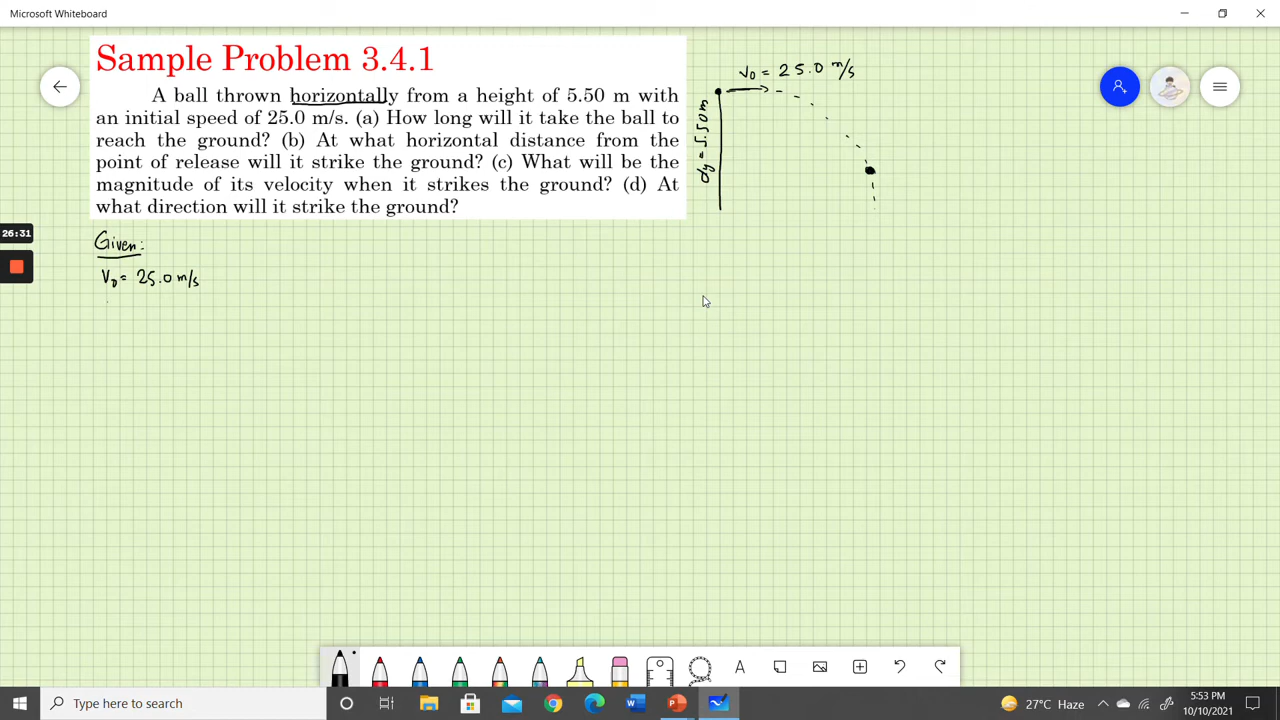 Microsoft Whiteboard
Sample Problem 3.4.1
A ball thrown horizontally from a height of 5.50 m with
an initial speed of 25.0 m/s. (a) How long will it take the ball to
reach the ground? (b) At what horizontal distance from the
point of release will it strike the ground? (c) What will be the
magnitude of its velocity when it strikes the ground? (d) At
what direction will it strike the ground?
v₀ = 25.0 m/s
dy = 5.50m
26:31
Given:
V₀ = 25.0 m/s
A
W
P
Type here to search
27°C Haze
5:53 PM
10/10/2021